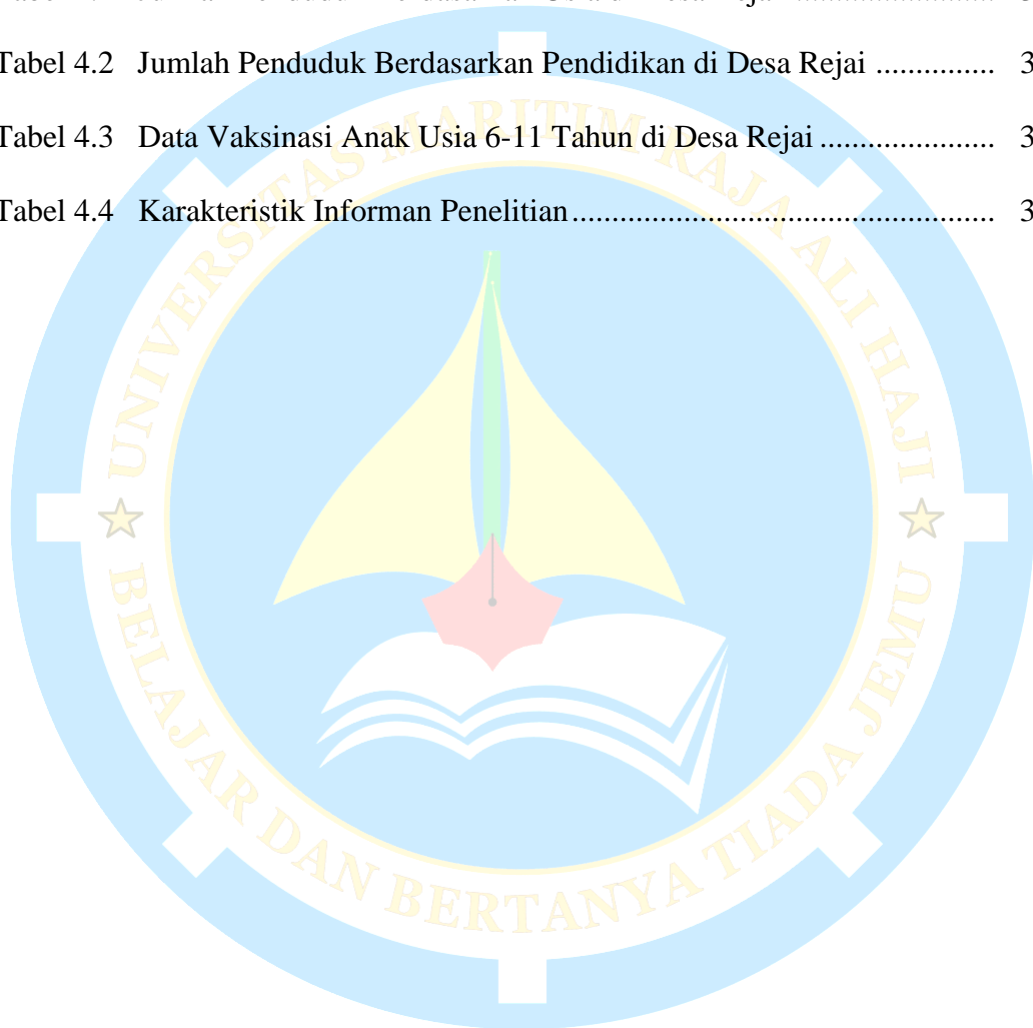 Tabel 4.2 Jumlah Penduduk Berdasarkan Pendidikan di Desa Rejai ............... 3
Tabel 4.3 Data Vaksinasi Anak Usia 6-11 Tahun di Desa Rejai ..................... 3
Tabel 4.4 Karakteristik Informan Penelitian ................................................ 3
UNIVERSITAS MARITIM RAJA ALI HAJI
BELAJAR DAN BERTANYA TIADA JEMU